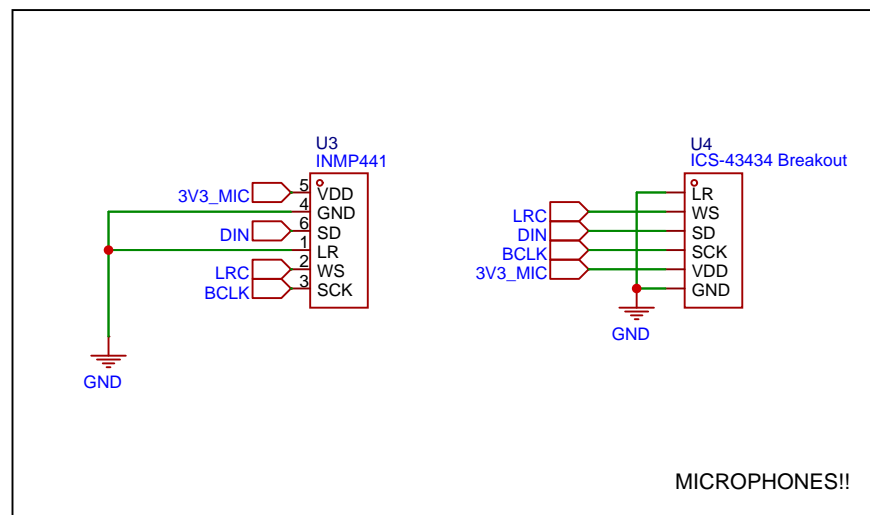 U3
INMP441
3V3_MIC 5 VDD
4 GND
DIN 6 SD
1 LR
LRC 2 WS
BCLK 3 SCK
GND
U4
ICS-43434 Breakout
LR
LRC WS
DIN SD
BCLK SCK
3V3_MIC VDD
GND
GND
MICROPHONES!!